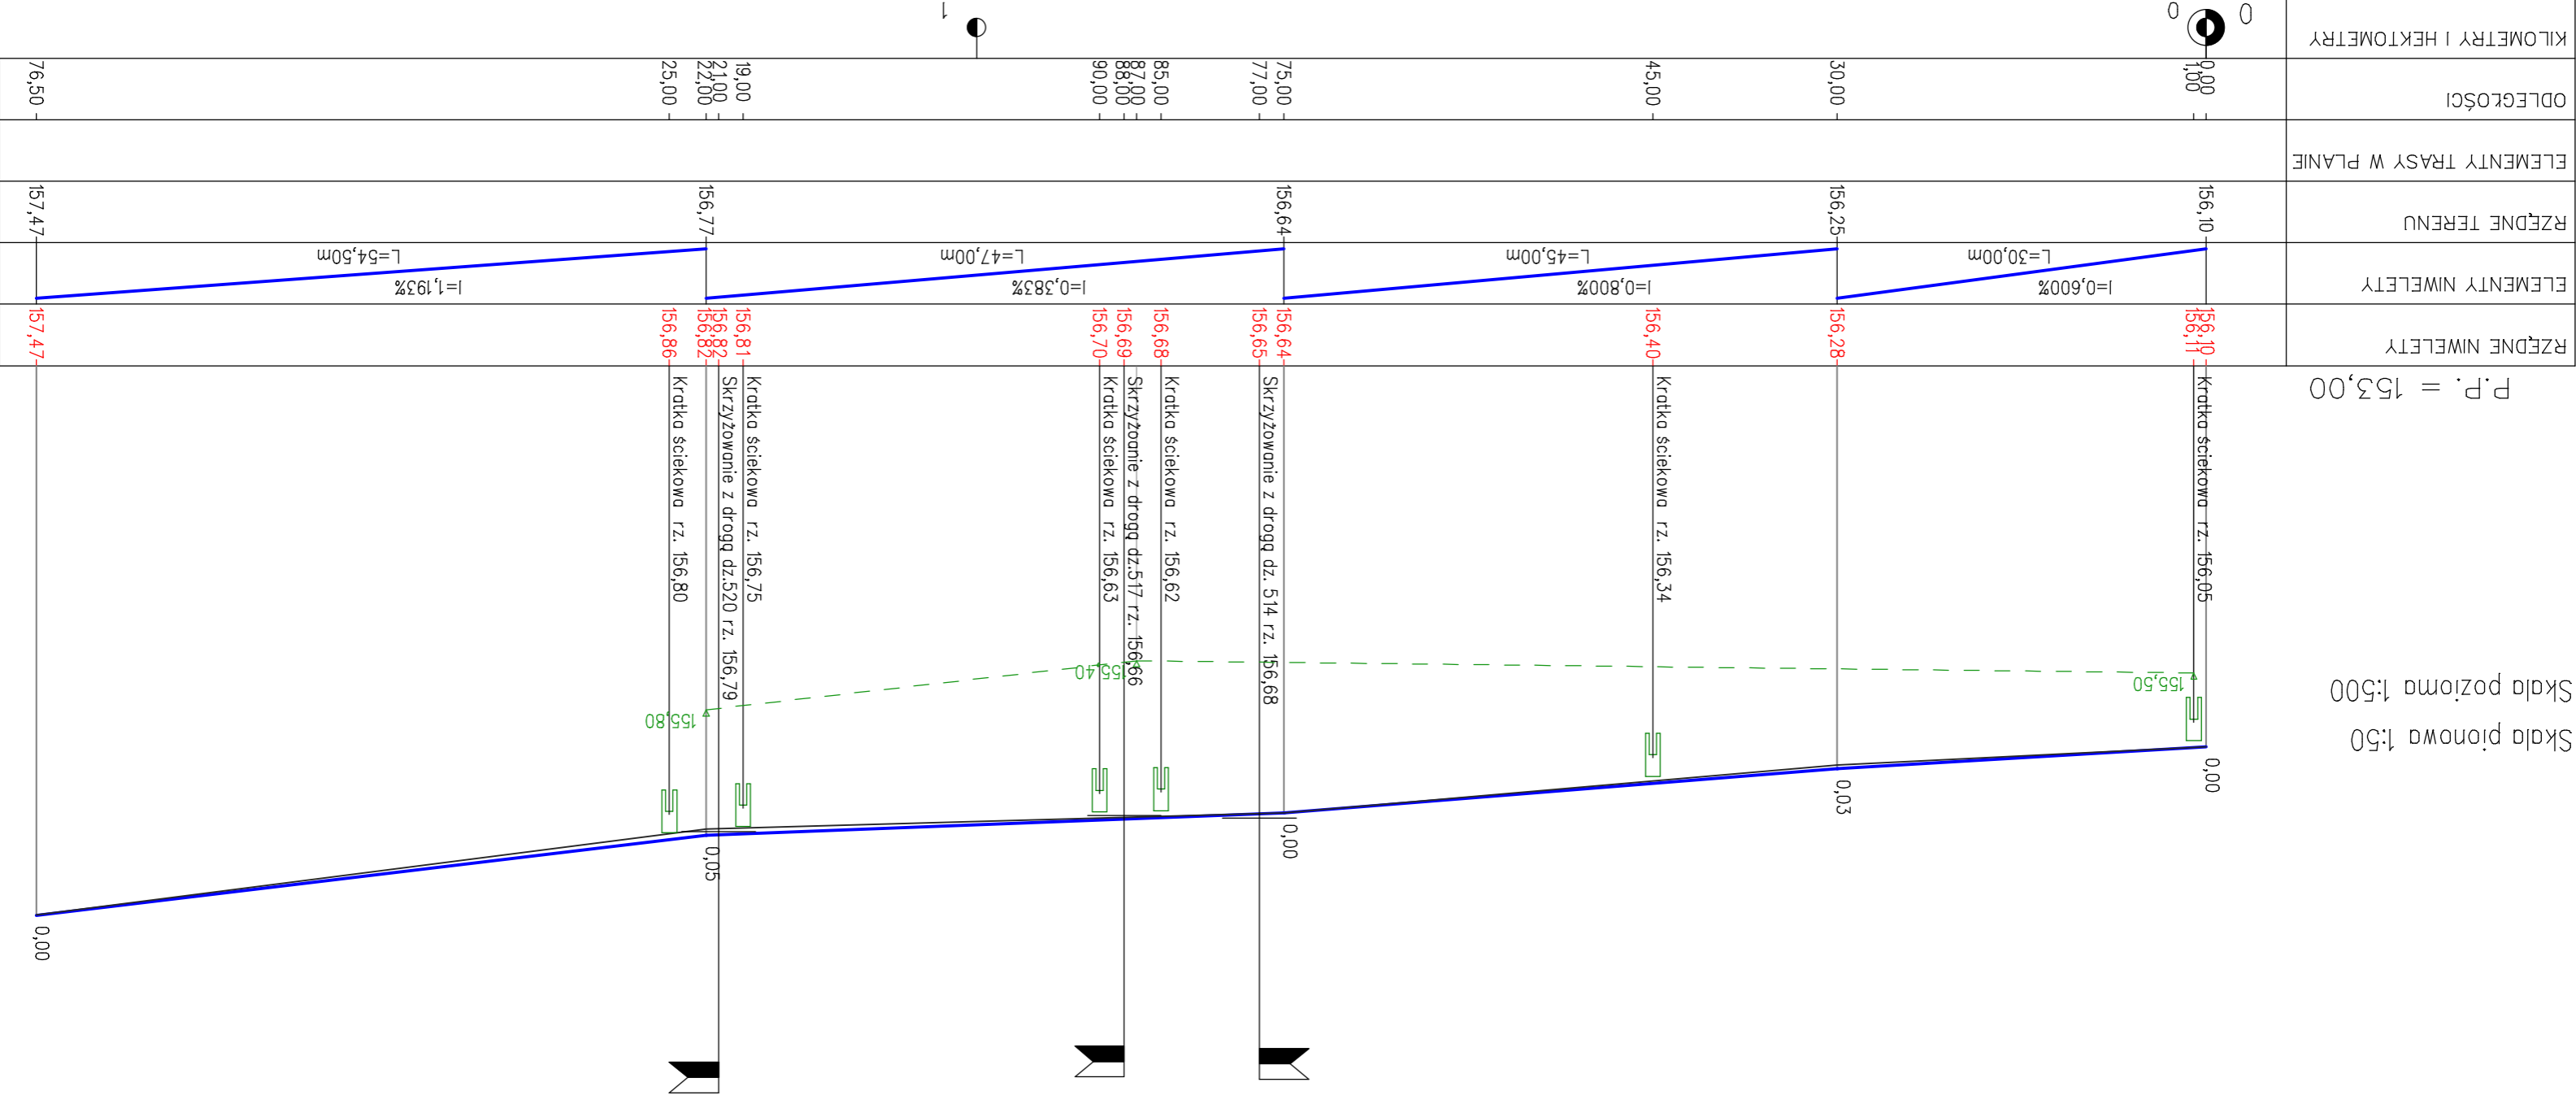 0,00
0,03
0,00
0,05
0,00
Skala pionowa 1:50
Skala pozioma 1:500
155,50
155,40
155,80
Kratka ściekowa rz. 156,05
Kratka ściekowa rz. 156,34
Skrzyżowanie z drogą dz. 514 rz. 156,68
Kratka ściekowa rz. 156,62
Skrzyżoanie z drogą dz.517 rz. 156,66
Kratka ściekowa rz. 156,63
Kratka ściekowa rz. 156,75
Skrzyżowanie z drogą dz.520 rz. 156,79
Kratka ściekowa rz. 156,80
P.P. = 153,00
RZĘDNE NIWELETY
156,10
156,11
156,28
156,40
156,64
156,65
156,68
156,69
156,70
156,81
156,82
156,82
156,86
157,47
ELEMENTY NIWELETY
I=0,600%
L=30,00m
I=0,800%
L=45,00m
I=0,383%
L=47,00m
I=1,193%
L=54,50m
RZĘDNE TERENU
156,10
156,25
156,64
156,77
157,47
ELEMENTY TRASY W PLANIE
ODLEGŁOŚCI
0,00
1,00
30,00
45,00
75,00
77,00
85,00
87,00
88,00
90,00
19,00
21,00
22,00
25,00
76,50
KILOMETRY I HEKTOMETRY
0
0
1